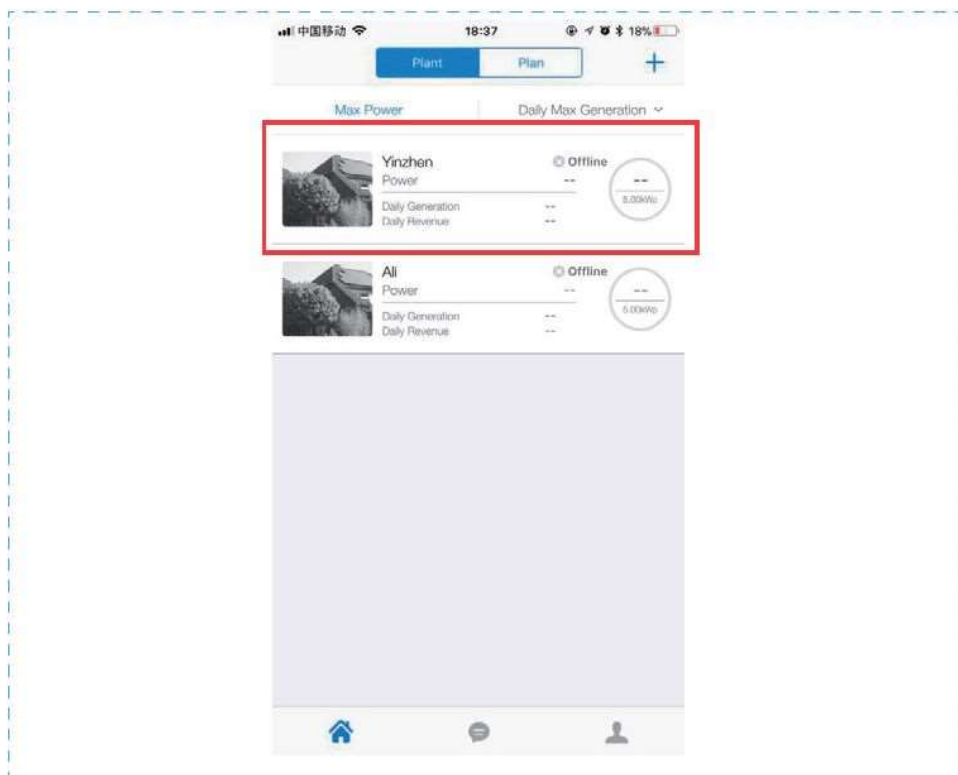 中国移动 18:37 18%
Plant Plan +
Max Power Daily Max Generation
Yinzhen Offline
Power -- --
5.00kWp
Daily Generation --
Daily Revenue --
Ali Offline
Power -- --
5.00kWp
Daily Generation --
Daily Revenue --